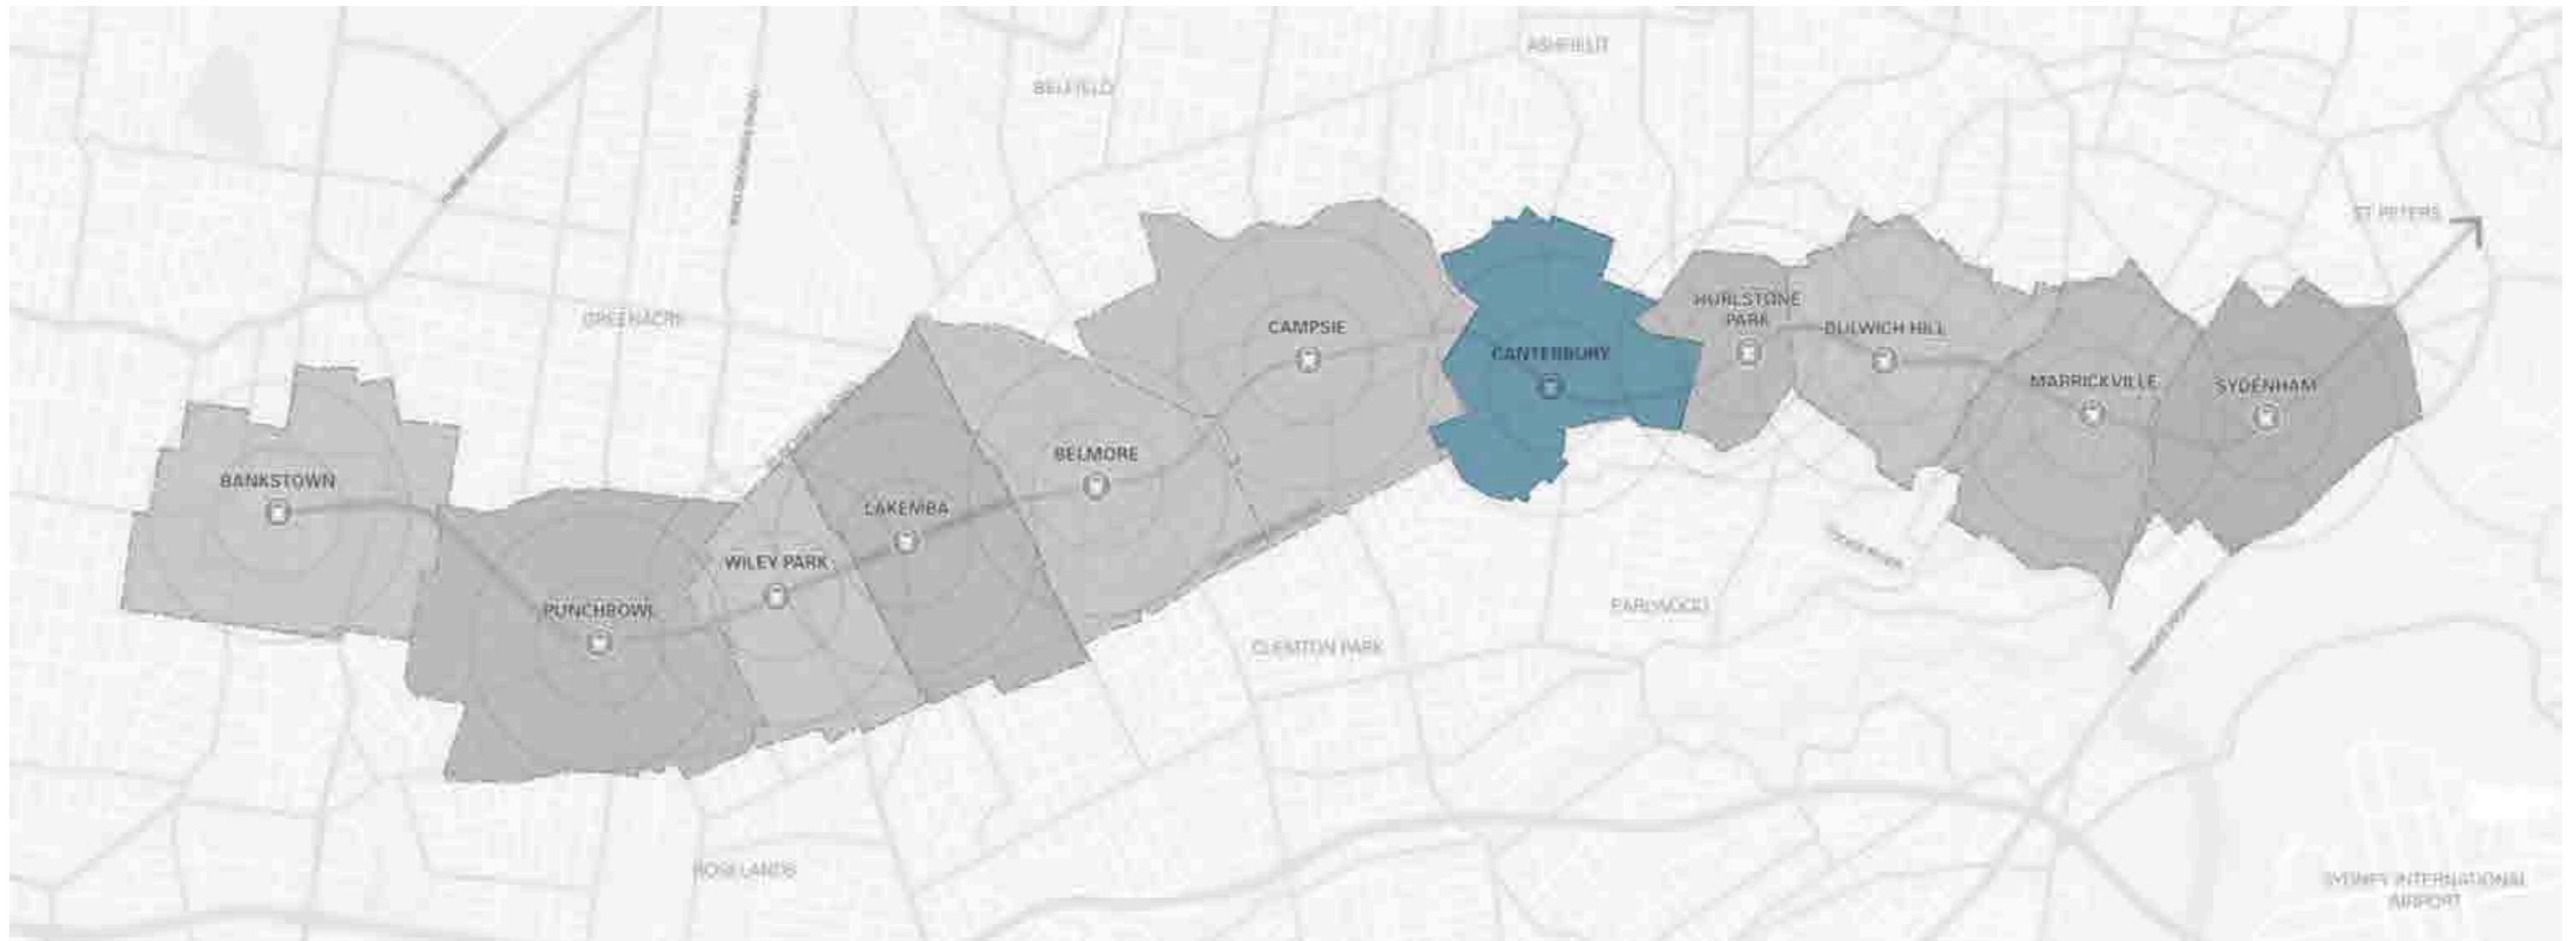 ASHFIELD
BELFIELD
ST PETERS
HURLSTONE
PARK
GREENACRE
CAMPSIE
DULWICH HILL
CANTERBURY
MARRICKVILLE
SYDENHAM
BELMORE
BANKSTOWN
LAKEMBA
WILEY PARK
PUNCHBOWL
EARLWOOD
CLEMTON PARK
ROSELANDS
SYDNEY INTERNATIONAL
AIRPORT